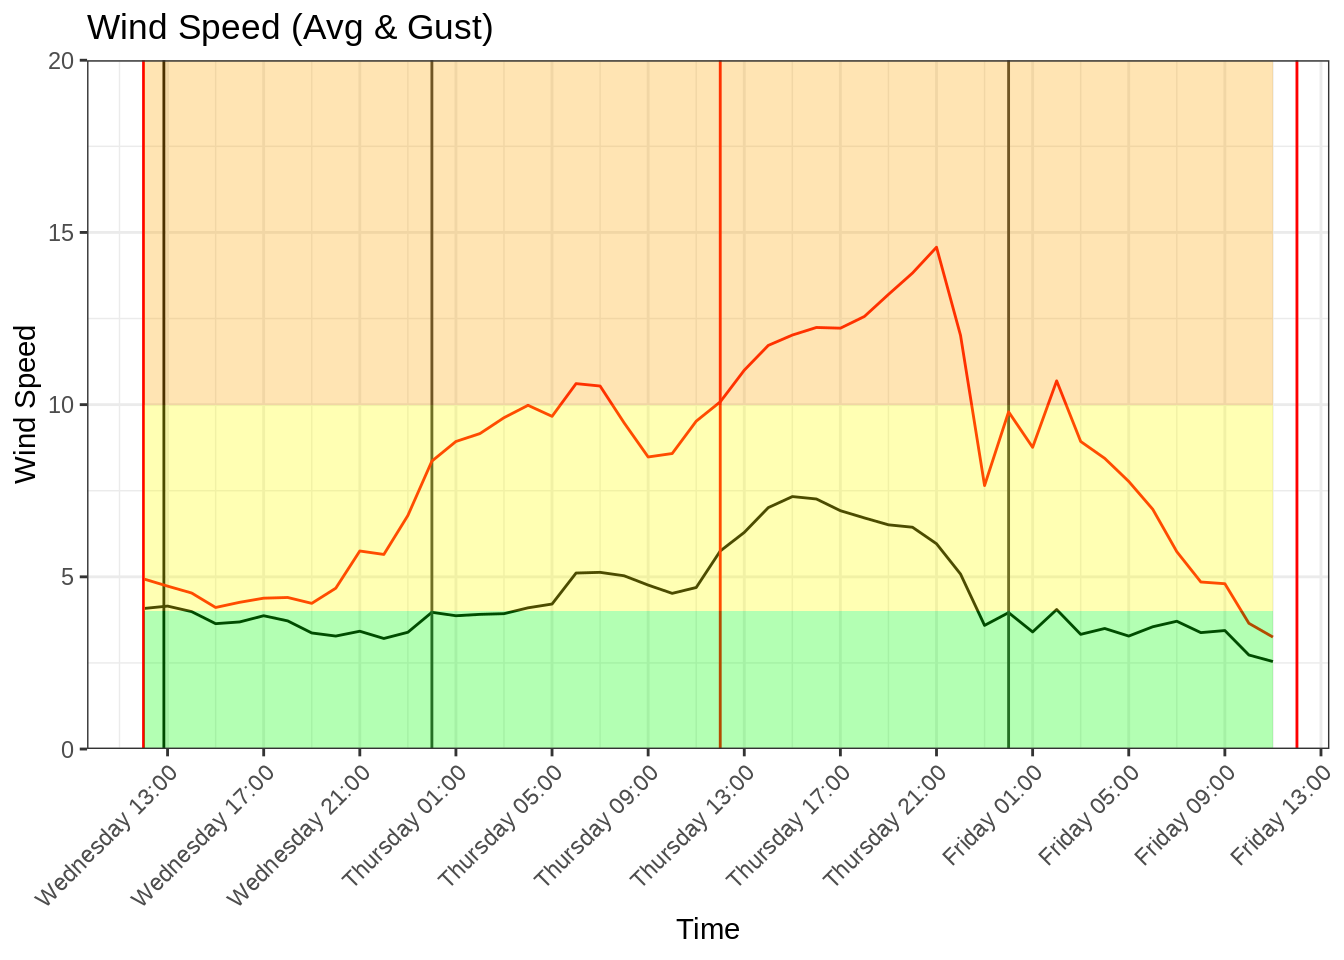 Wind Speed (Avg & Gust)
20
15
10
5
0
Wind Speed
Wednesday 13:00
Wednesday 17:00
Wednesday 21:00
Thursday 01:00
Thursday 05:00
Thursday 09:00
Thursday 13:00
Thursday 17:00
Thursday 21:00
Friday 01:00
Friday 05:00
Friday 09:00
Friday 13:00
Time